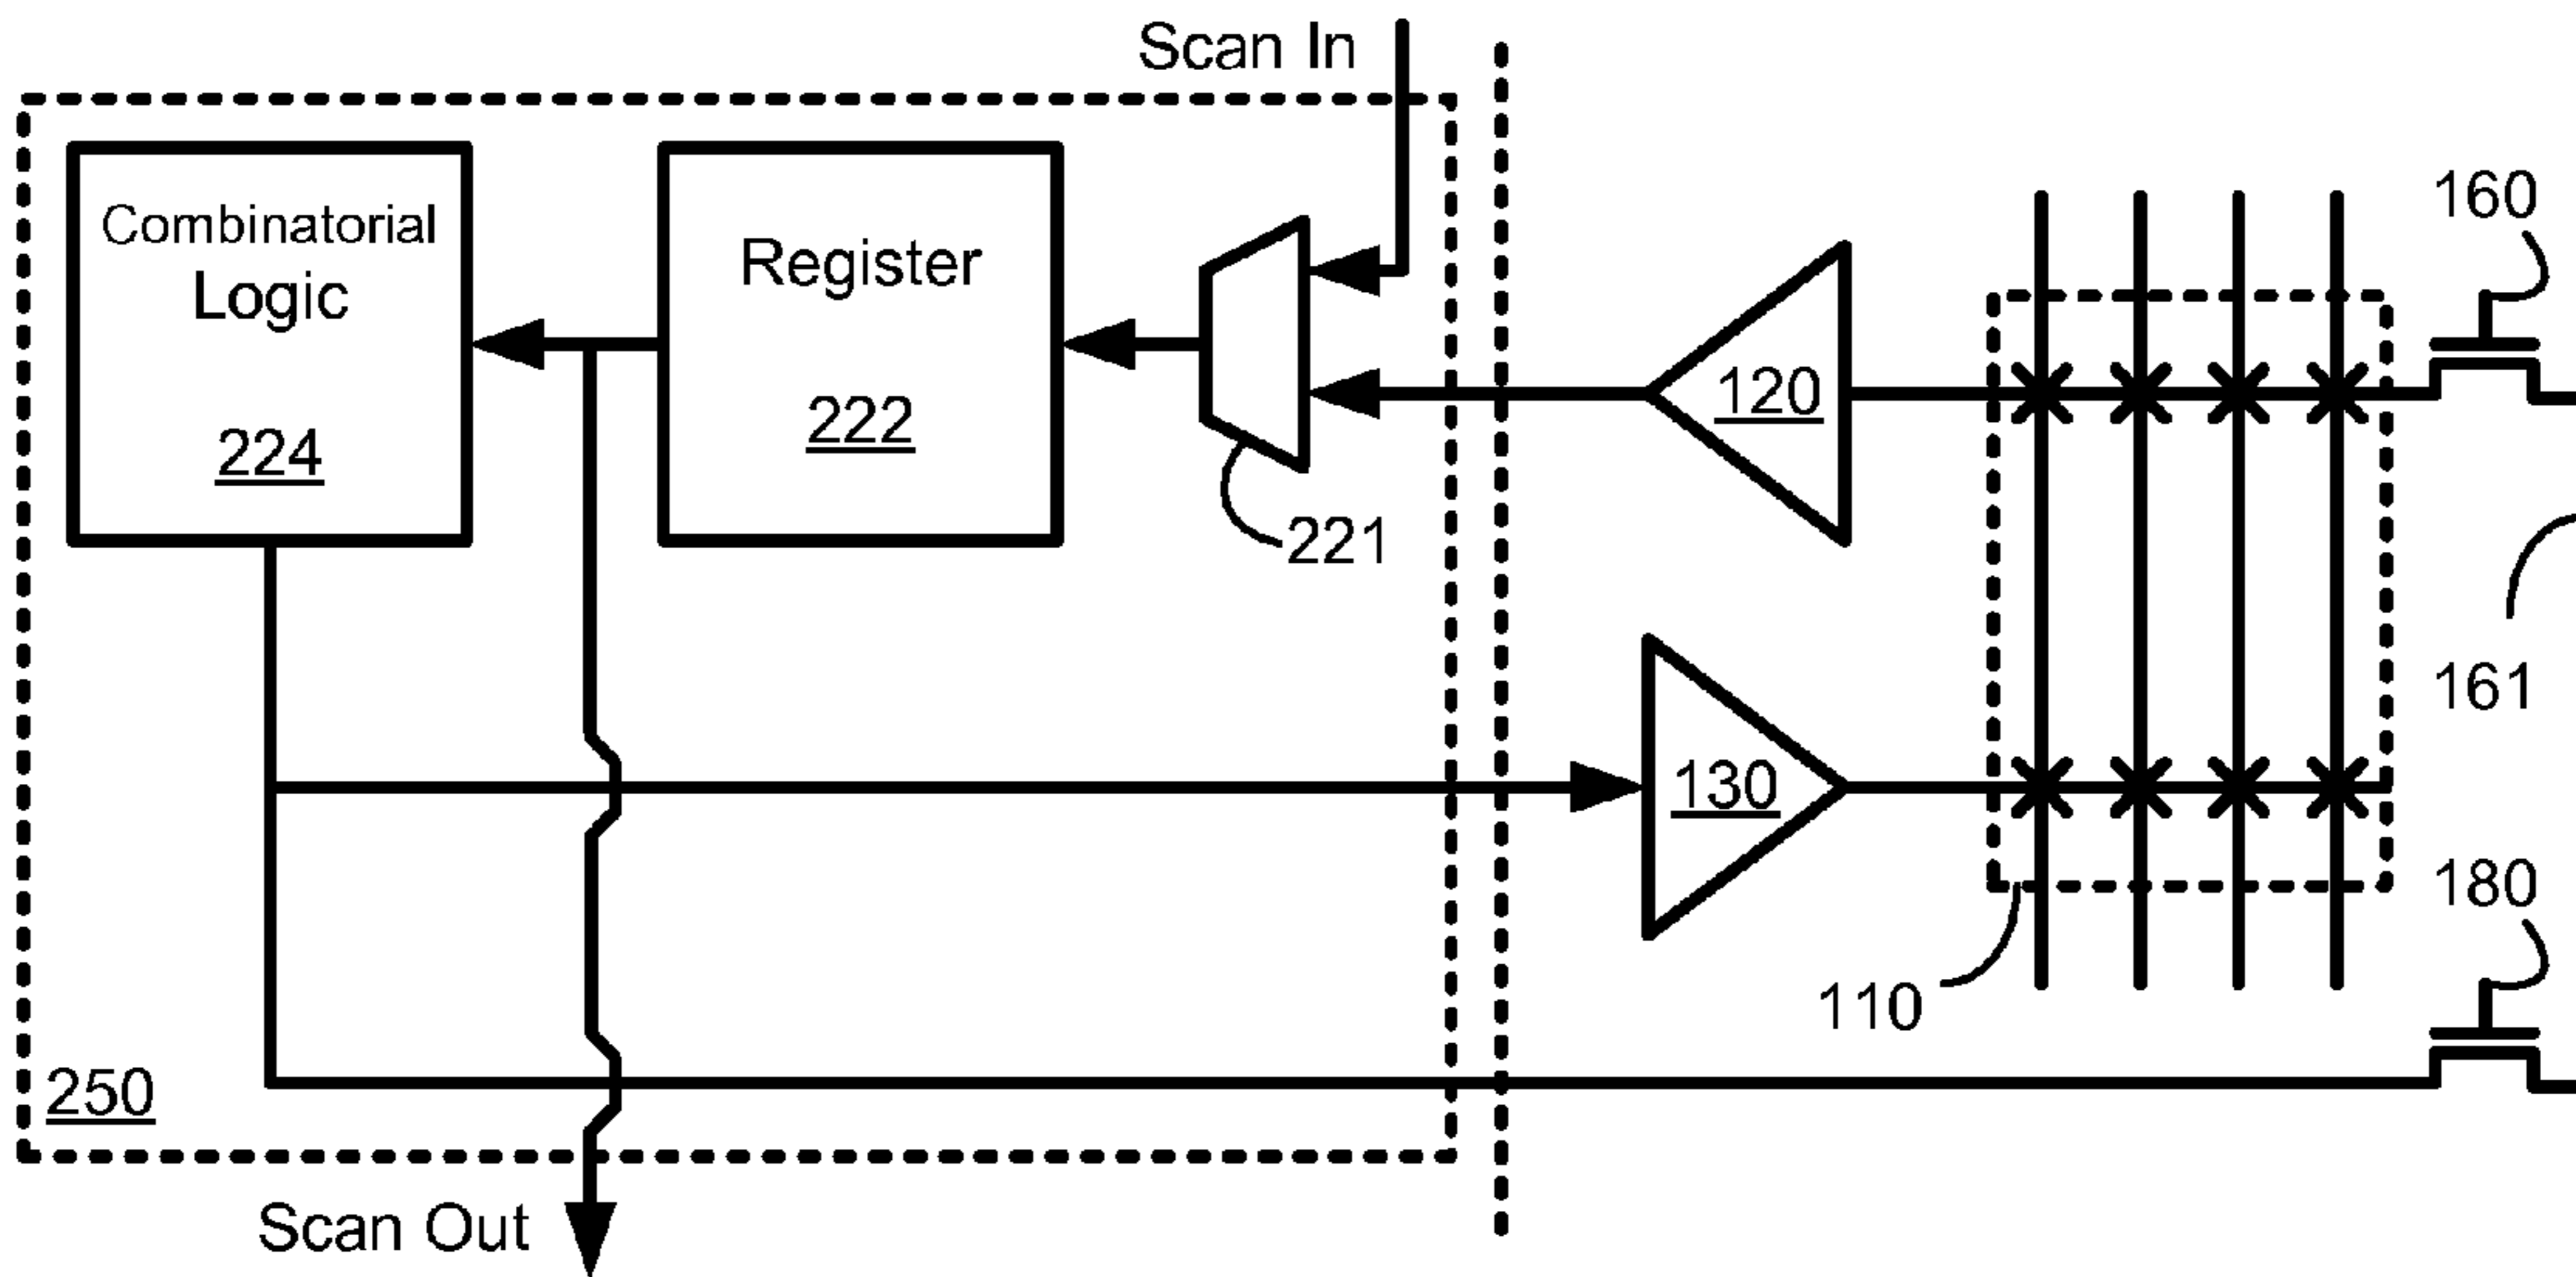 Scan In
Combinatorial
Logic
224
Register
222
221
120
160
161
130
110
180
250
Scan Out